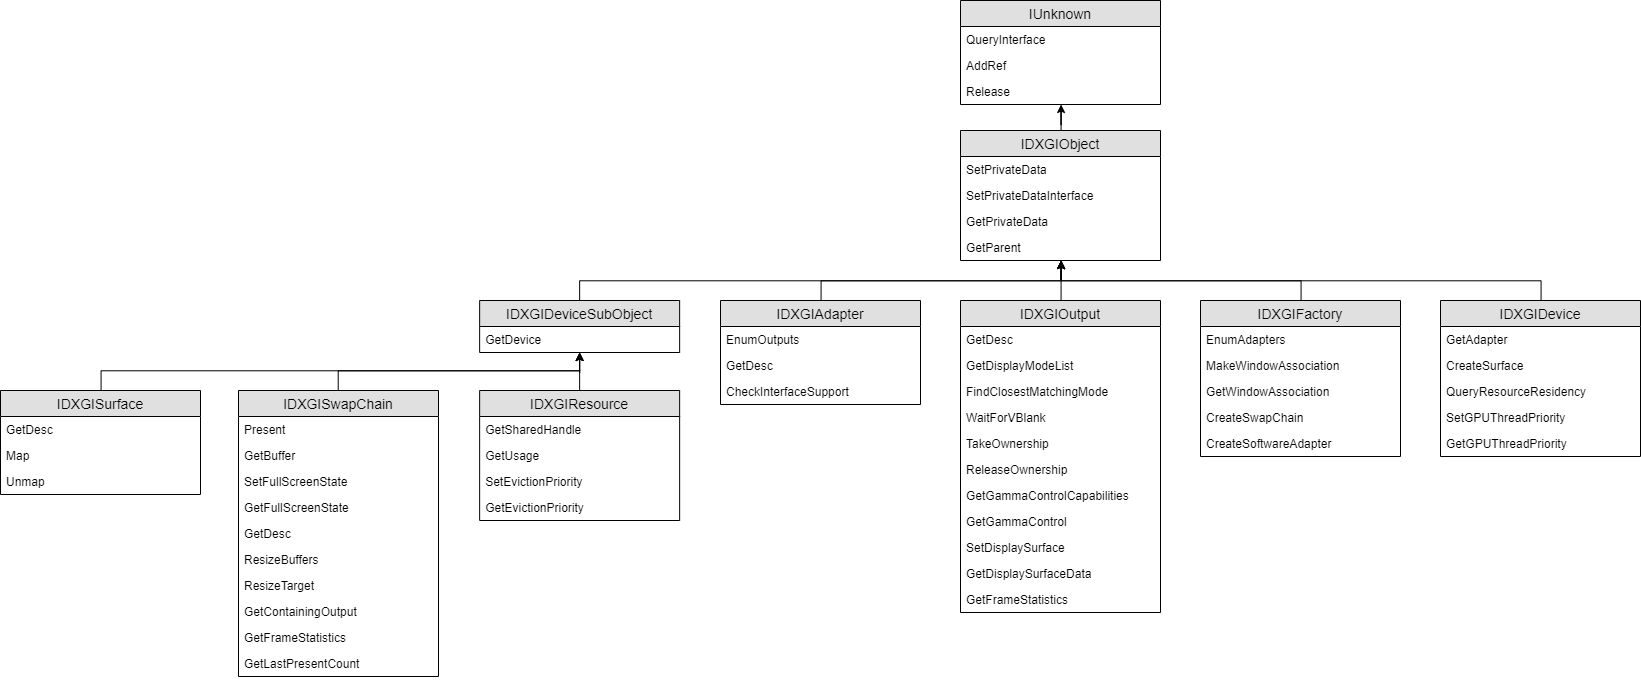 IUnknown
QueryInterface
AddRef
Release
IDXGIObject
SetPrivateData
SetPrivateDataInterface
GetPrivateData
GetParent
IDXGIDeviceSubObject
GetDevice
IDXGIAdapter
EnumOutputs
GetDesc
CheckInterfaceSupport
IDXGIOutput
GetDesc
GetDisplayModeList
FindClosestMatchingMode
WaitForVBlank
TakeOwnership
ReleaseOwnership
GetGammaControlCapabilities
GetGammaControl
SetDisplaySurface
GetDisplaySurfaceData
GetFrameStatistics
IDXGIFactory
EnumAdapters
MakeWindowAssociation
GetWindowAssociation
CreateSwapChain
CreateSoftwareAdapter
IDXGIDevice
GetAdapter
CreateSurface
QueryResourceResidency
SetGPUThreadPriority
GetGPUThreadPriority
IDXGISurface
GetDesc
Map
Unmap
IDXGISwapChain
Present
GetBuffer
SetFullScreenState
GetFullScreenState
GetDesc
ResizeBuffers
ResizeTarget
GetContainingOutput
GetFrameStatistics
GetLastPresentCount
IDXGIResource
GetSharedHandle
GetUsage
SetEvictionPriority
GetEvictionPriority